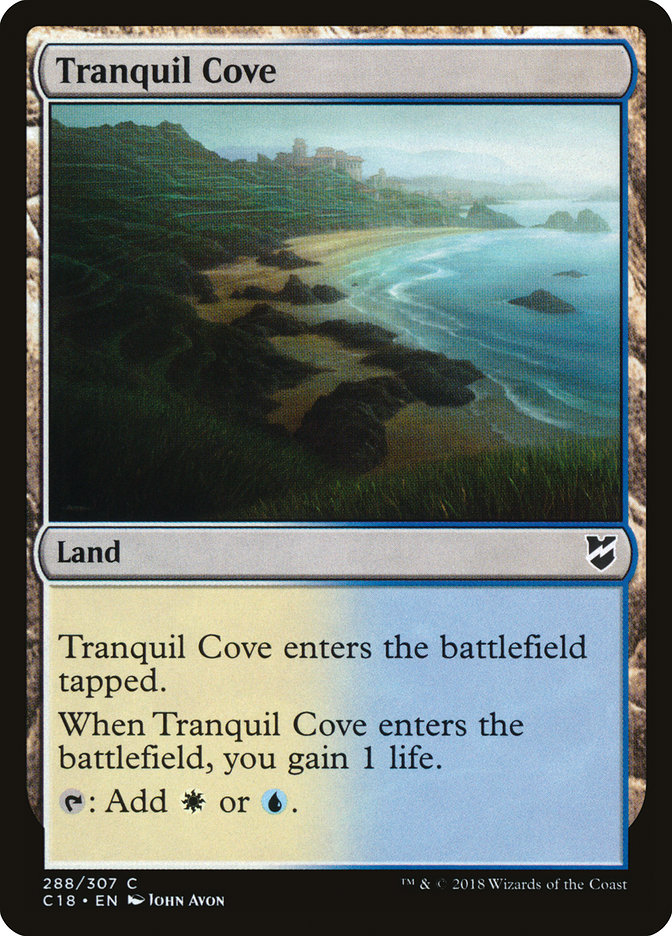 Tranquil Cove
Land
Tranquil Cove enters the battlefield
tapped.
When Tranquil Cove enters the
battlefield, you gain 1 life.
: Add or .
288/307 C
™ & © 2018 Wizards of the Coast
C18 • EN John Avon